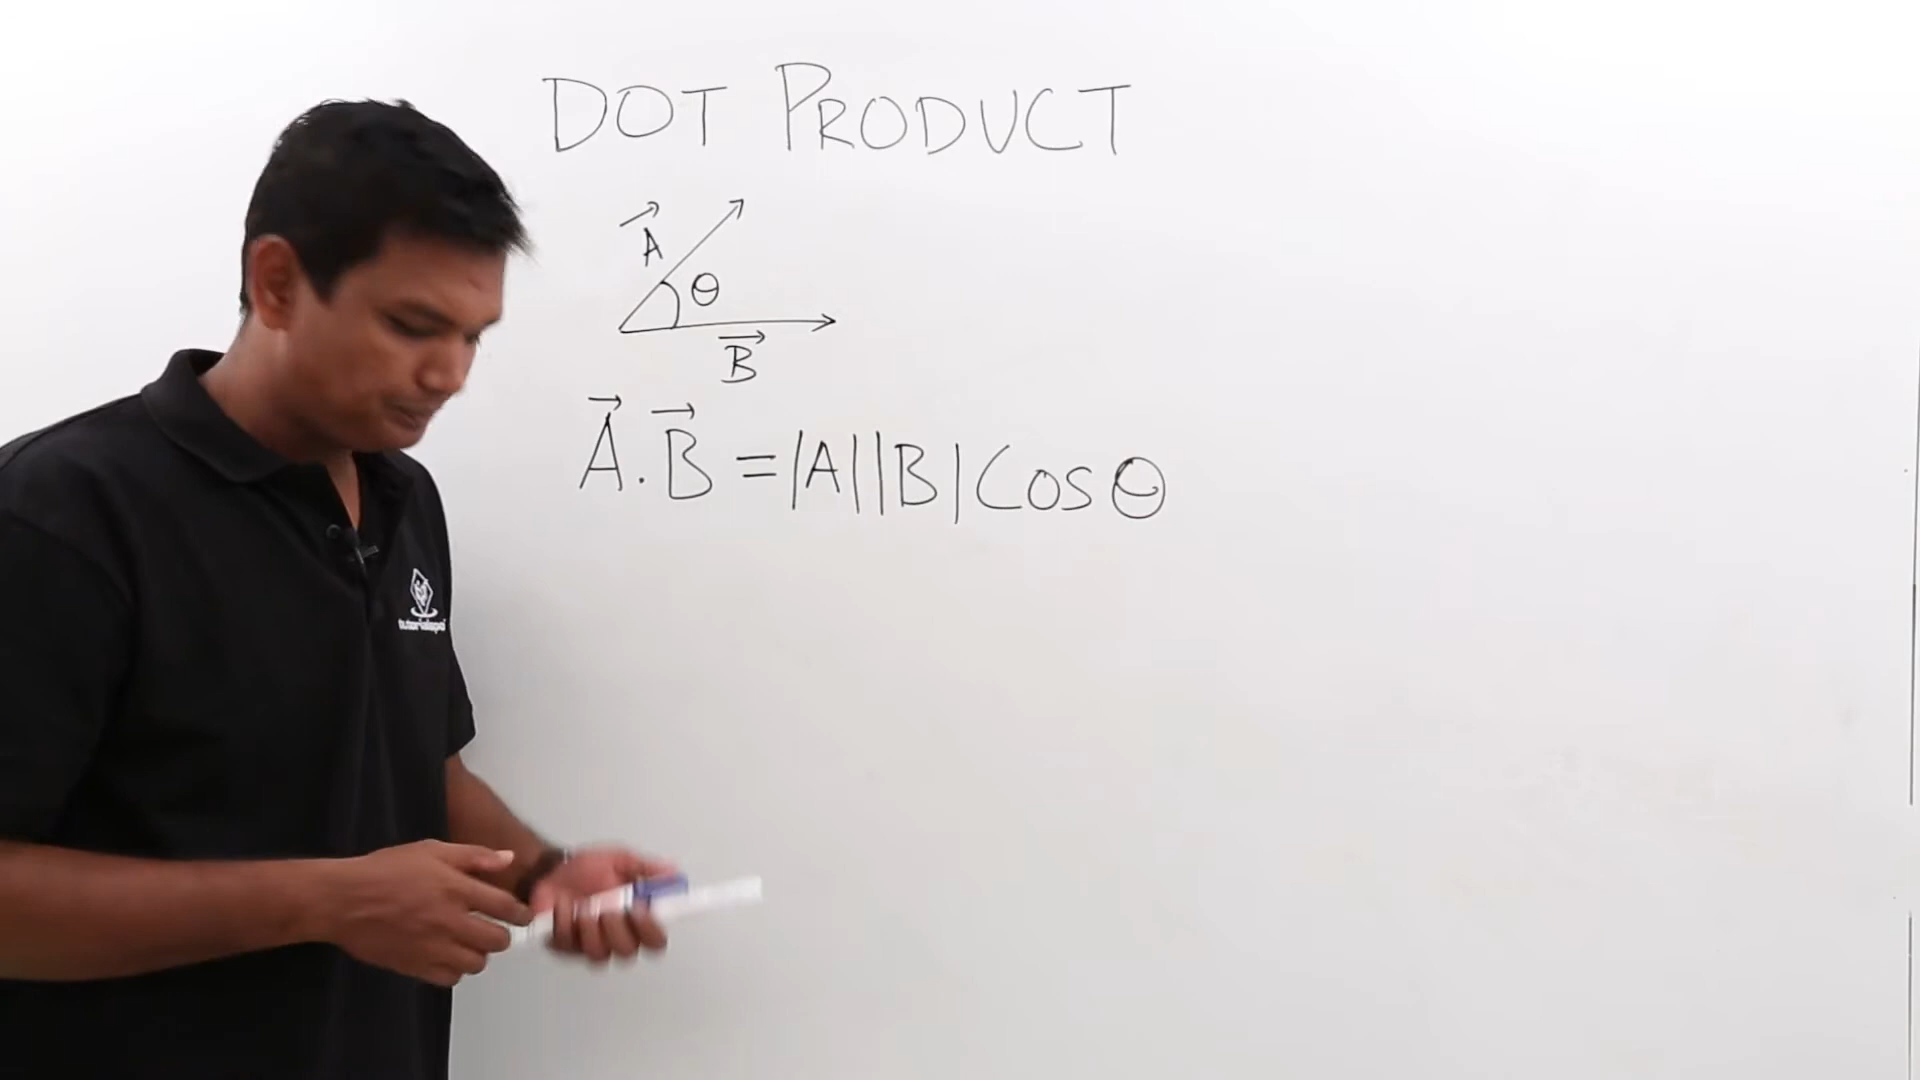 DOT PRODUCT
A⃗
θ
B⃗
A⃗.B⃗ = |A||B| Cos θ